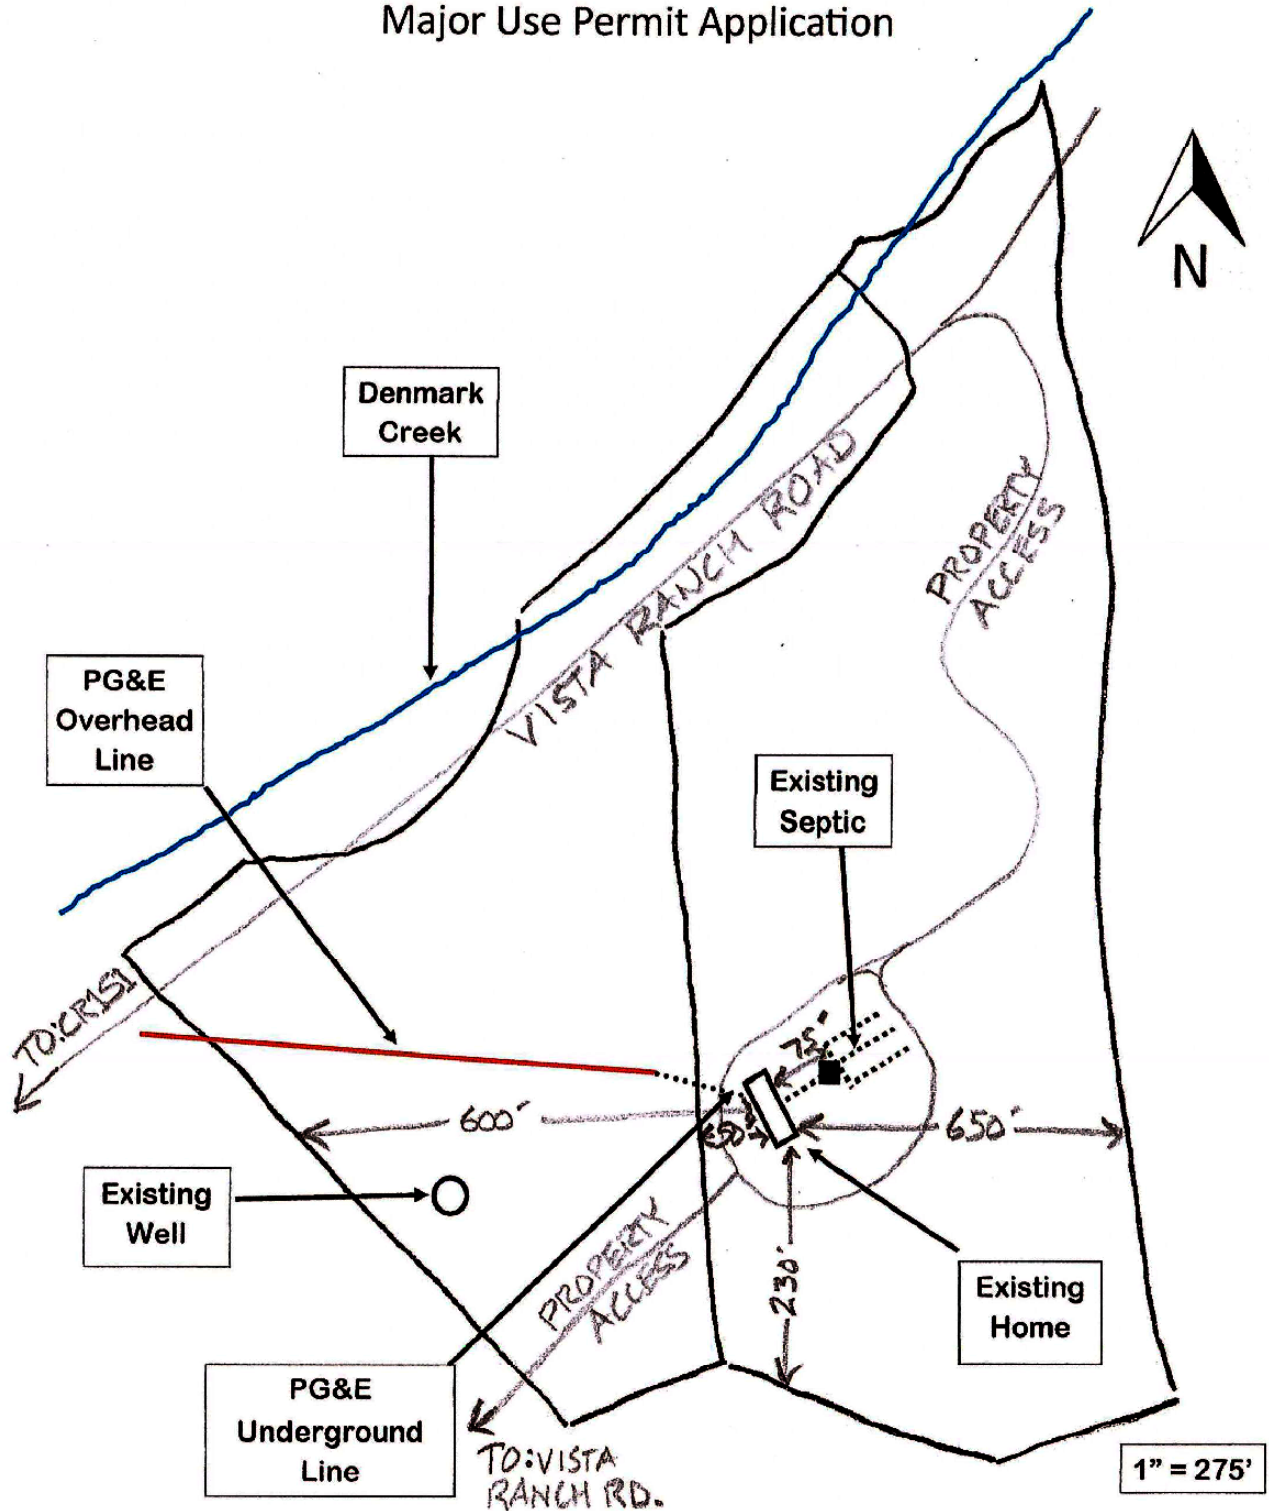 Major Use Permit Application
N
Denmark
Creek
VISTA RANCH ROAD
PROPERTY
ACCESS
PG&E
Overhead
Line
Existing
Septic
TO:CR151
75'
600'
50'
650'
Existing
Well
PROPERTY
ACCESS
230'
Existing
Home
PG&E
Underground
Line
TO:VISTA
RANCH RD.
1” = 275’